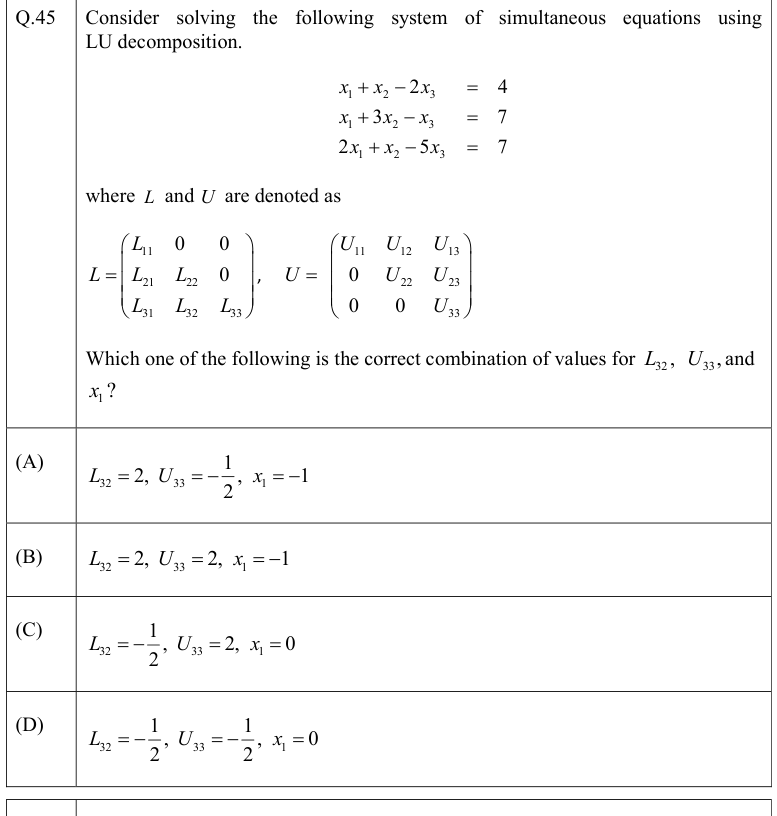 Q.45 Consider solving the following system of simultaneous equations using
LU decomposition.
x₁ + x₂ − 2x₃ = 4
x₁ + 3x₂ − x₃ = 7
2x₁ + x₂ − 5x₃ = 7
where L and U are denoted as
L = (L₁₁ 0 0; L₂₁ L₂₂ 0; L₃₁ L₃₂ L₃₃), U = (U₁₁ U₁₂ U₁₃; 0 U₂₂ U₂₃; 0 0 U₃₃)
Which one of the following is the correct combination of values for L₃₂, U₃₃, and
x₁?
(A) L₃₂ = 2, U₃₃ = −1/2, x₁ = −1
(B) L₃₂ = 2, U₃₃ = 2, x₁ = −1
(C) L₃₂ = −1/2, U₃₃ = 2, x₁ = 0
(D) L₃₂ = −1/2, U₃₃ = −1/2, x₁ = 0